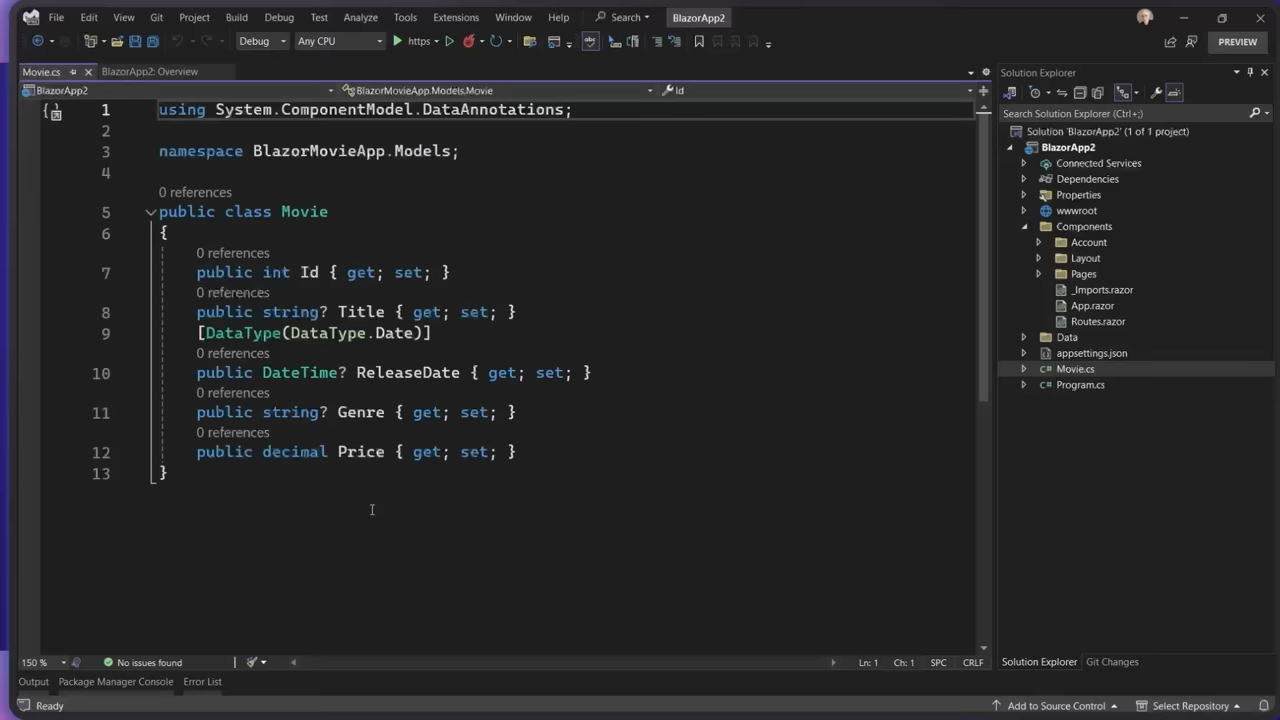 File Edit View Git Project Build Debug Test Analyze Tools Extensions Window Help Search BlazorApp2
Debug Any CPU https PREVIEW
Movie.cs BlazorApp2: Overview
BlazorApp2 BlazorMovieApp.Models.Movie Id
1 using System.ComponentModel.DataAnnotations;
2
3 namespace BlazorMovieApp.Models;
4
0 references
5 public class Movie
6 {
0 references
7 public int Id { get; set; }
0 references
8 public string? Title { get; set; }
9 [DataType(DataType.Date)]
0 references
10 public DateTime? ReleaseDate { get; set; }
0 references
11 public string? Genre { get; set; }
0 references
12 public decimal Price { get; set; }
13 }
150 % No issues found Ln: 1 Ch: 1 SPC CRLF
Output Package Manager Console Error List
Solution Explorer
Search Solution Explorer (Ctrl+;)
Solution 'BlazorApp2' (1 of 1 project)
BlazorApp2
Connected Services
Dependencies
Properties
wwwroot
Components
Account
Layout
Pages
_Imports.razor
App.razor
Routes.razor
Data
appsettings.json
C# Movie.cs
C# Program.cs
Solution Explorer Git Changes
Ready Add to Source Control Select Repository